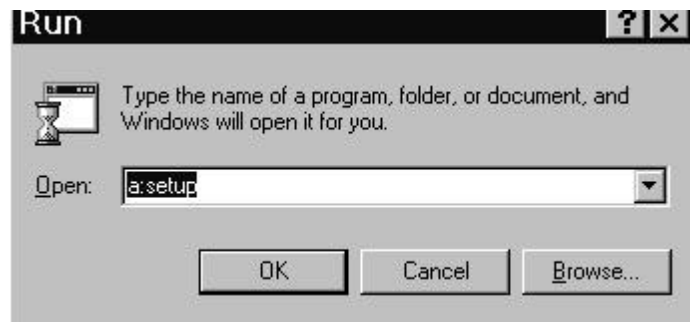 Run
Type the name of a program, folder, or document, and
Windows will open it for you.
Open: a:setup
OK Cancel Browse...